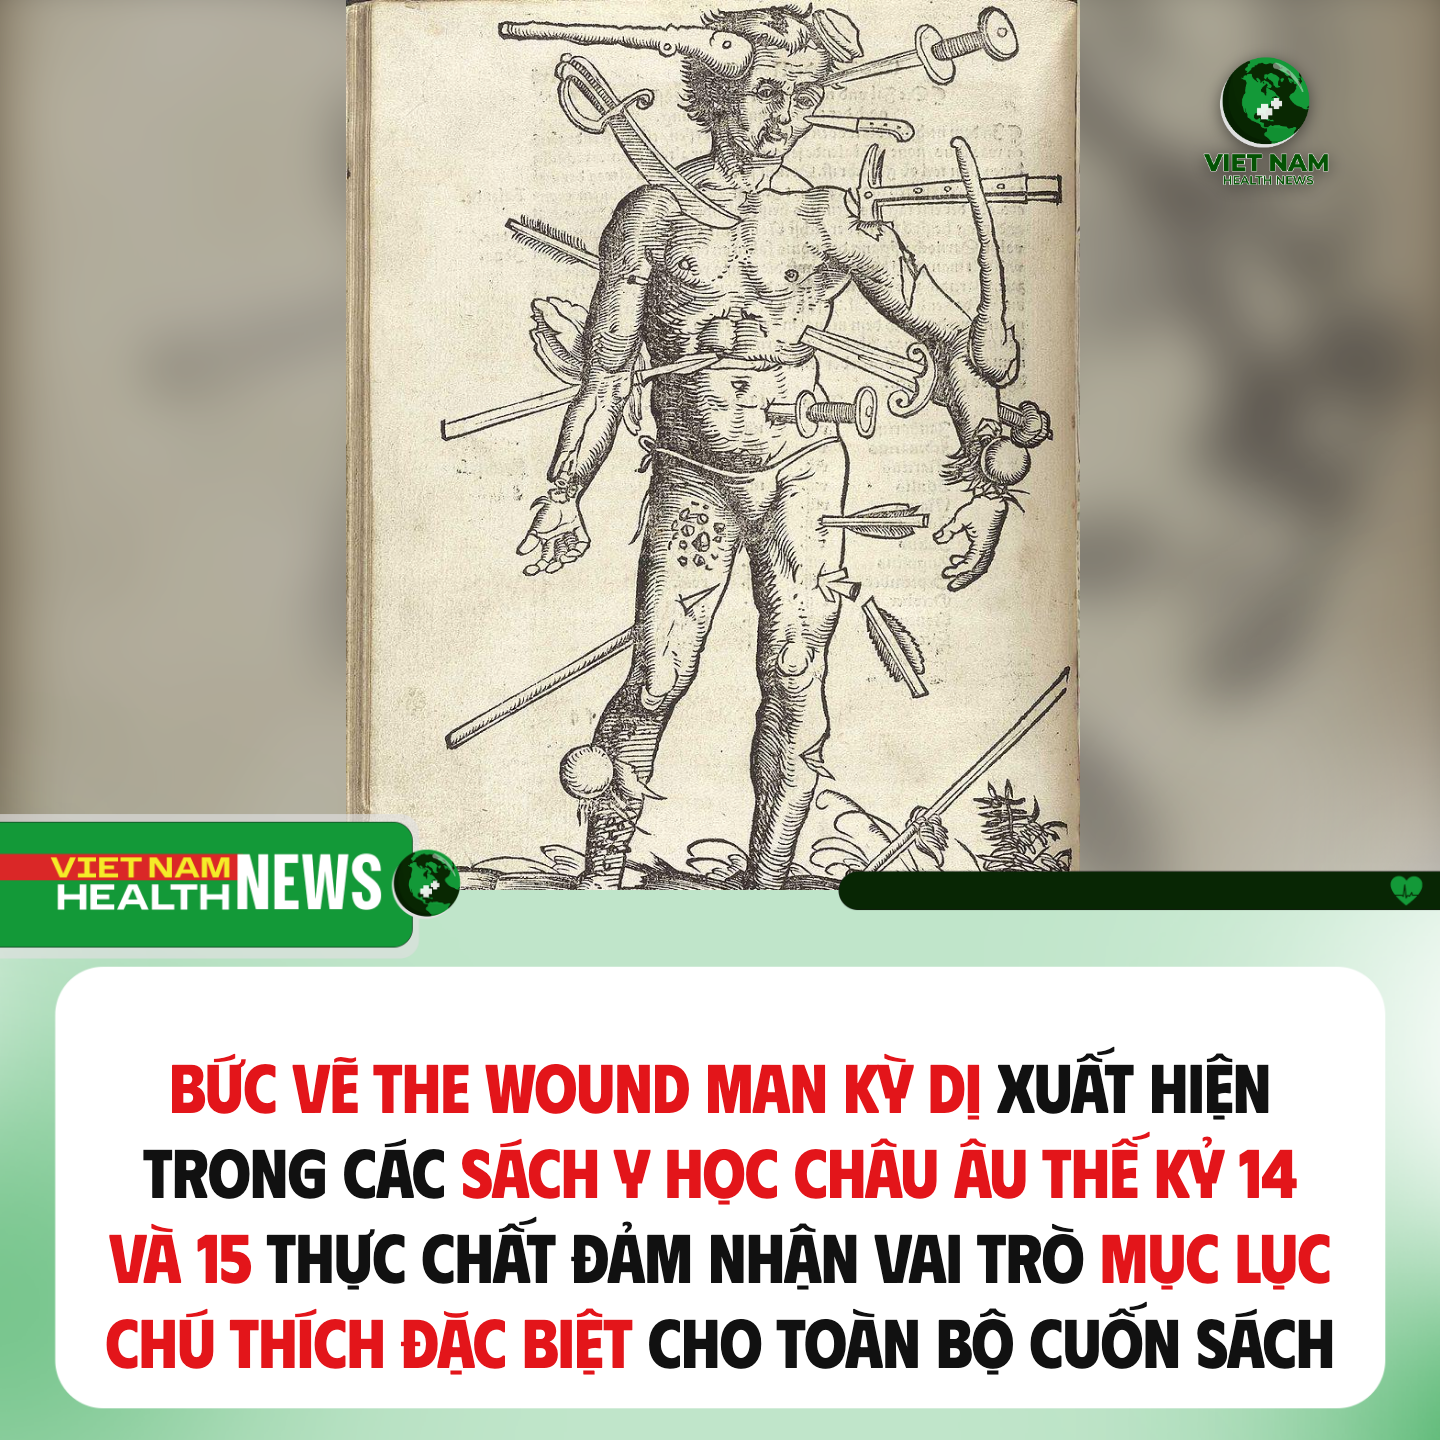 VIET NAM
HEALTH NEWS
VIET NAM
HEALTH NEWS
BỨC VẼ THE WOUND MAN KỲ DỊ XUẤT HIỆN
TRONG CÁC SÁCH Y HỌC CHÂU ÂU THẾ KỶ 14
VÀ 15 THỰC CHẤT ĐẢM NHẬN VAI TRÒ MỤC LỤC
CHÚ THÍCH ĐẶC BIỆT CHO TOÀN BỘ CUỐN SÁCH